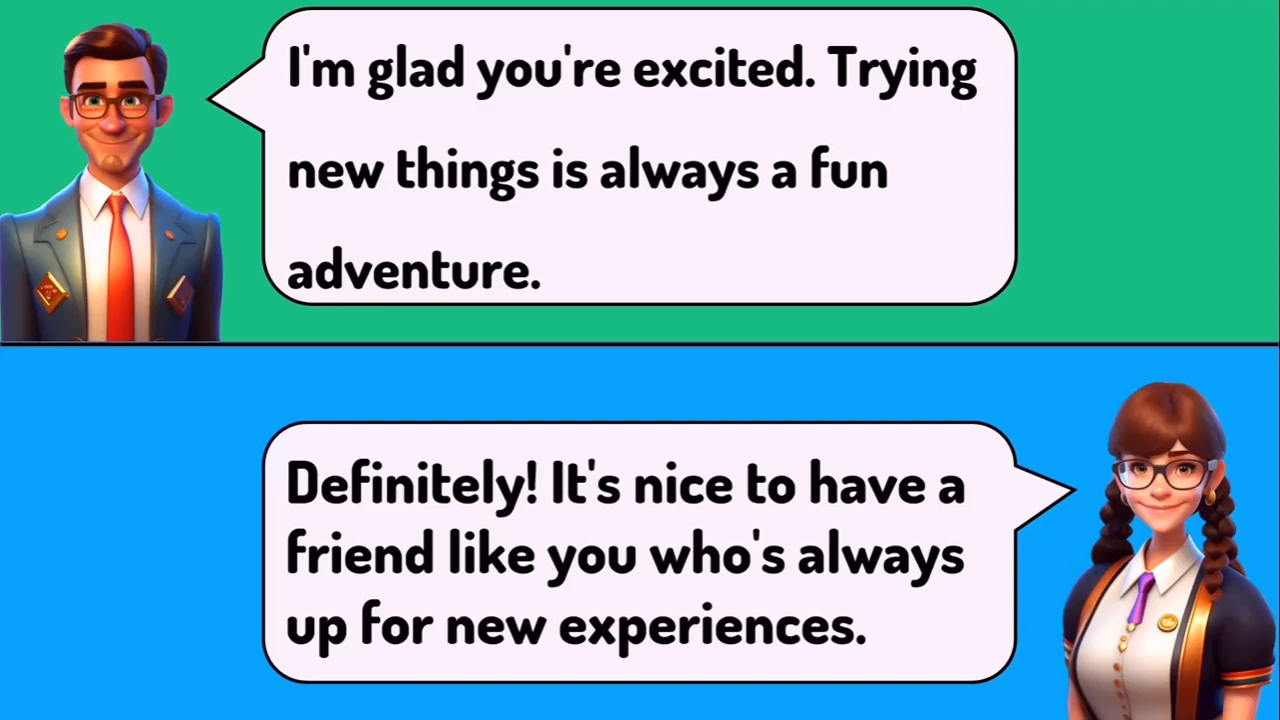 I'm glad you're excited. Trying
new things is always a fun
adventure.
Definitely! It's nice to have a
friend like you who's always
up for new experiences.